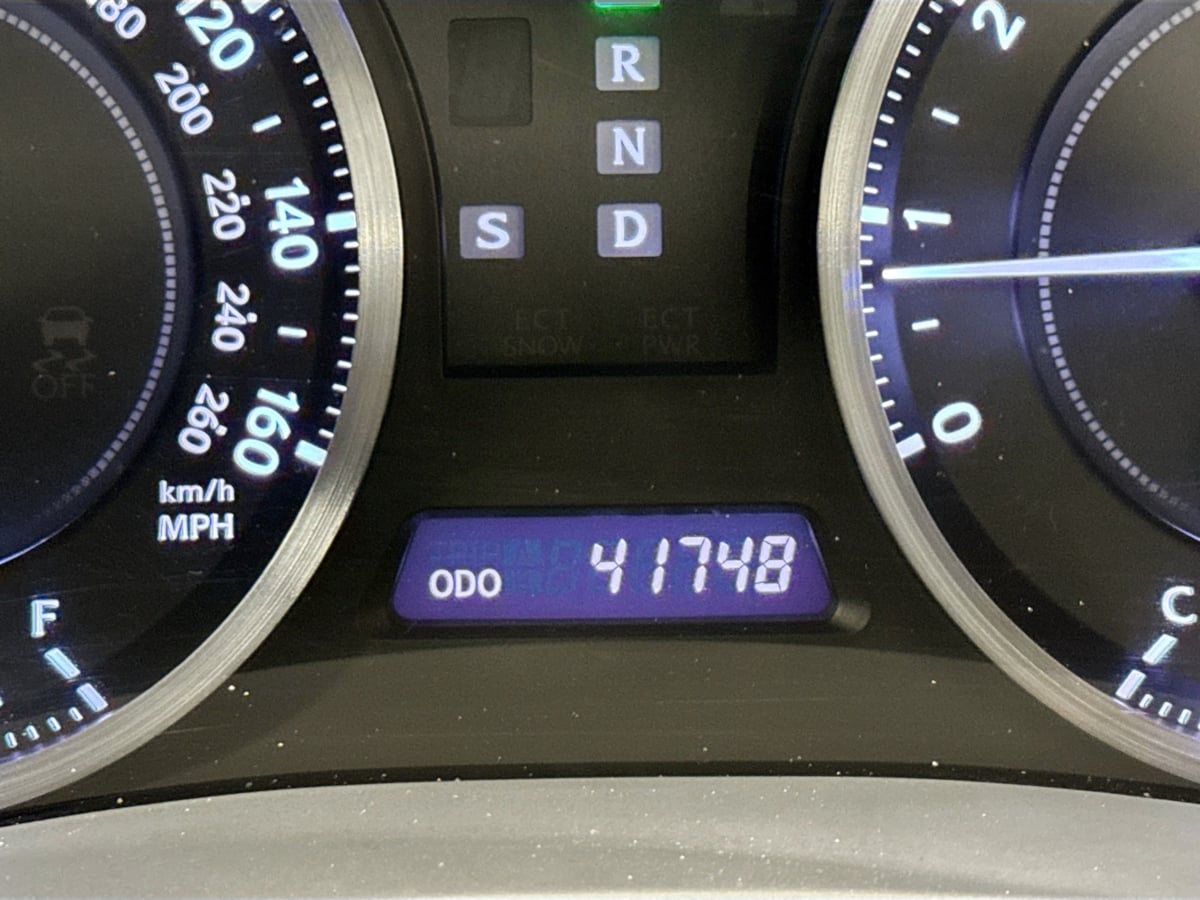 80
120
200
220
140
240
260
160
km/h
MPH
F
R
N
S D
ECT ECT
SNOW PWR
OFF
ODO 41748
2
1
0
C